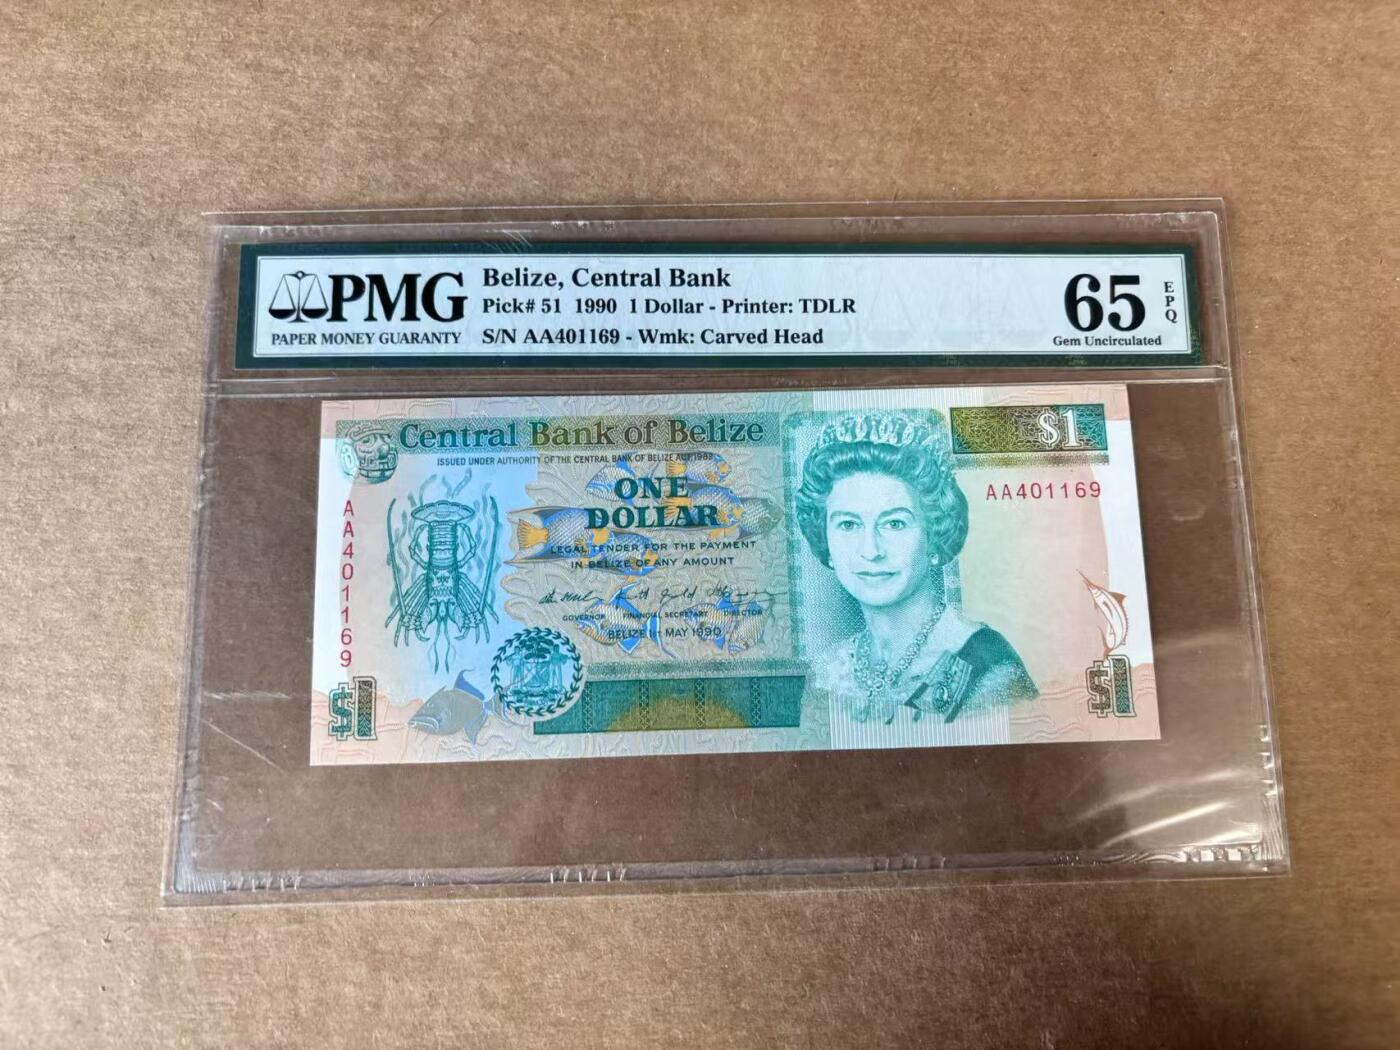 PMG
PAPER MONEY GUARANTY
Belize, Central Bank
Pick# 51 1990 1 Dollar - Printer: TDLR
S/N AA401169 - Wmk: Carved Head
65
EPQ
Gem Uncirculated
Central Bank of Belize
$1
ISSUED UNDER AUTHORITY OF THE CENTRAL BANK OF BELIZE ACT
AA401169
AA401169
ONE
DOLLAR
LEGAL TENDER FOR THE PAYMENT
IN BELIZE OF ANY AMOUNT
GOVERNOR FINANCIAL SECRETARY DIRECTOR
BELIZE 1st MAY 1990
$1
$1